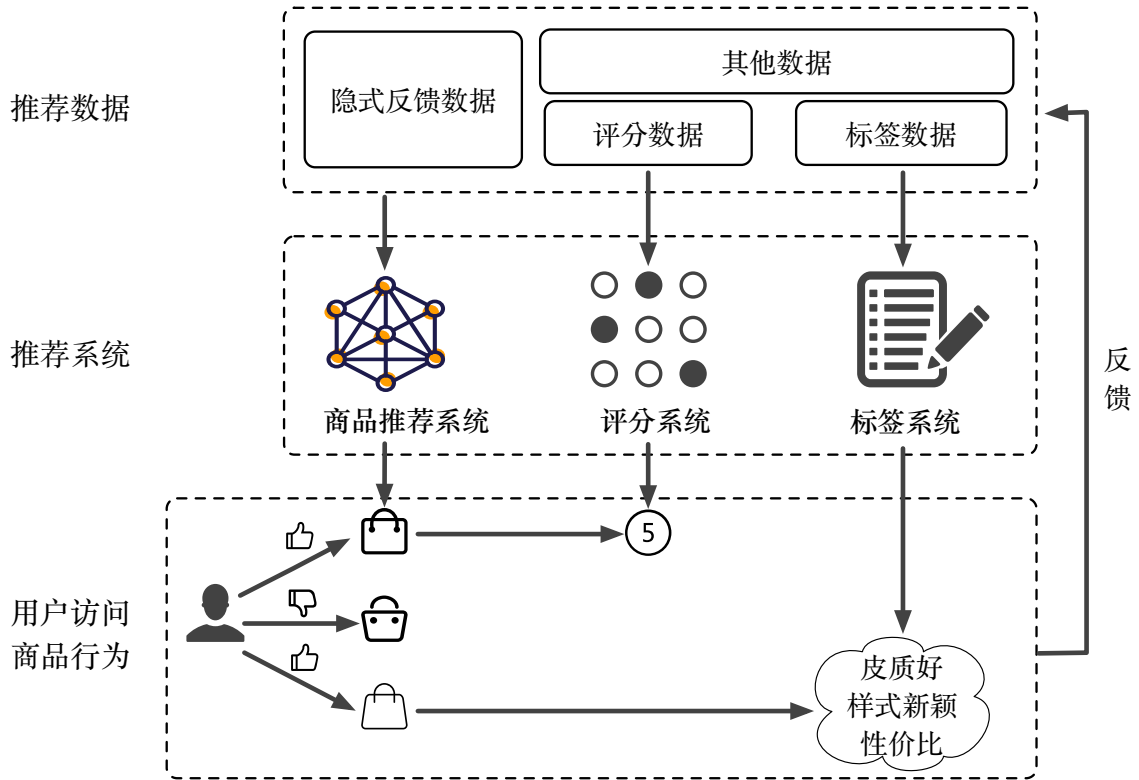 推荐数据
隐式反馈数据
其他数据
评分数据
标签数据
推荐系统
商品推荐系统
评分系统
标签系统
反
馈
用户访问
商品行为
5
皮质好
样式新颖
性价比